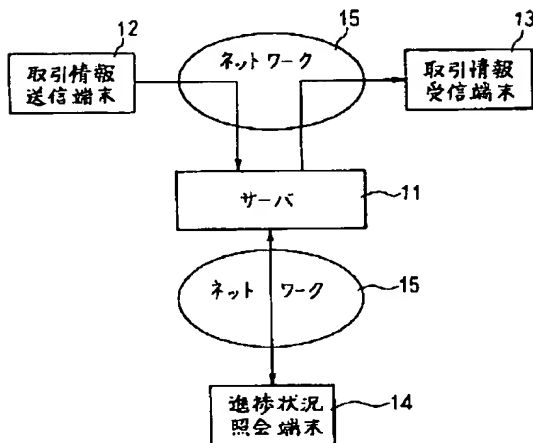 12
取引情報
送信端末
15
ネットワーク
13
取引情報
受信端末
サーバ
11
ネットワーク
15
進捗状況
照会端末
14